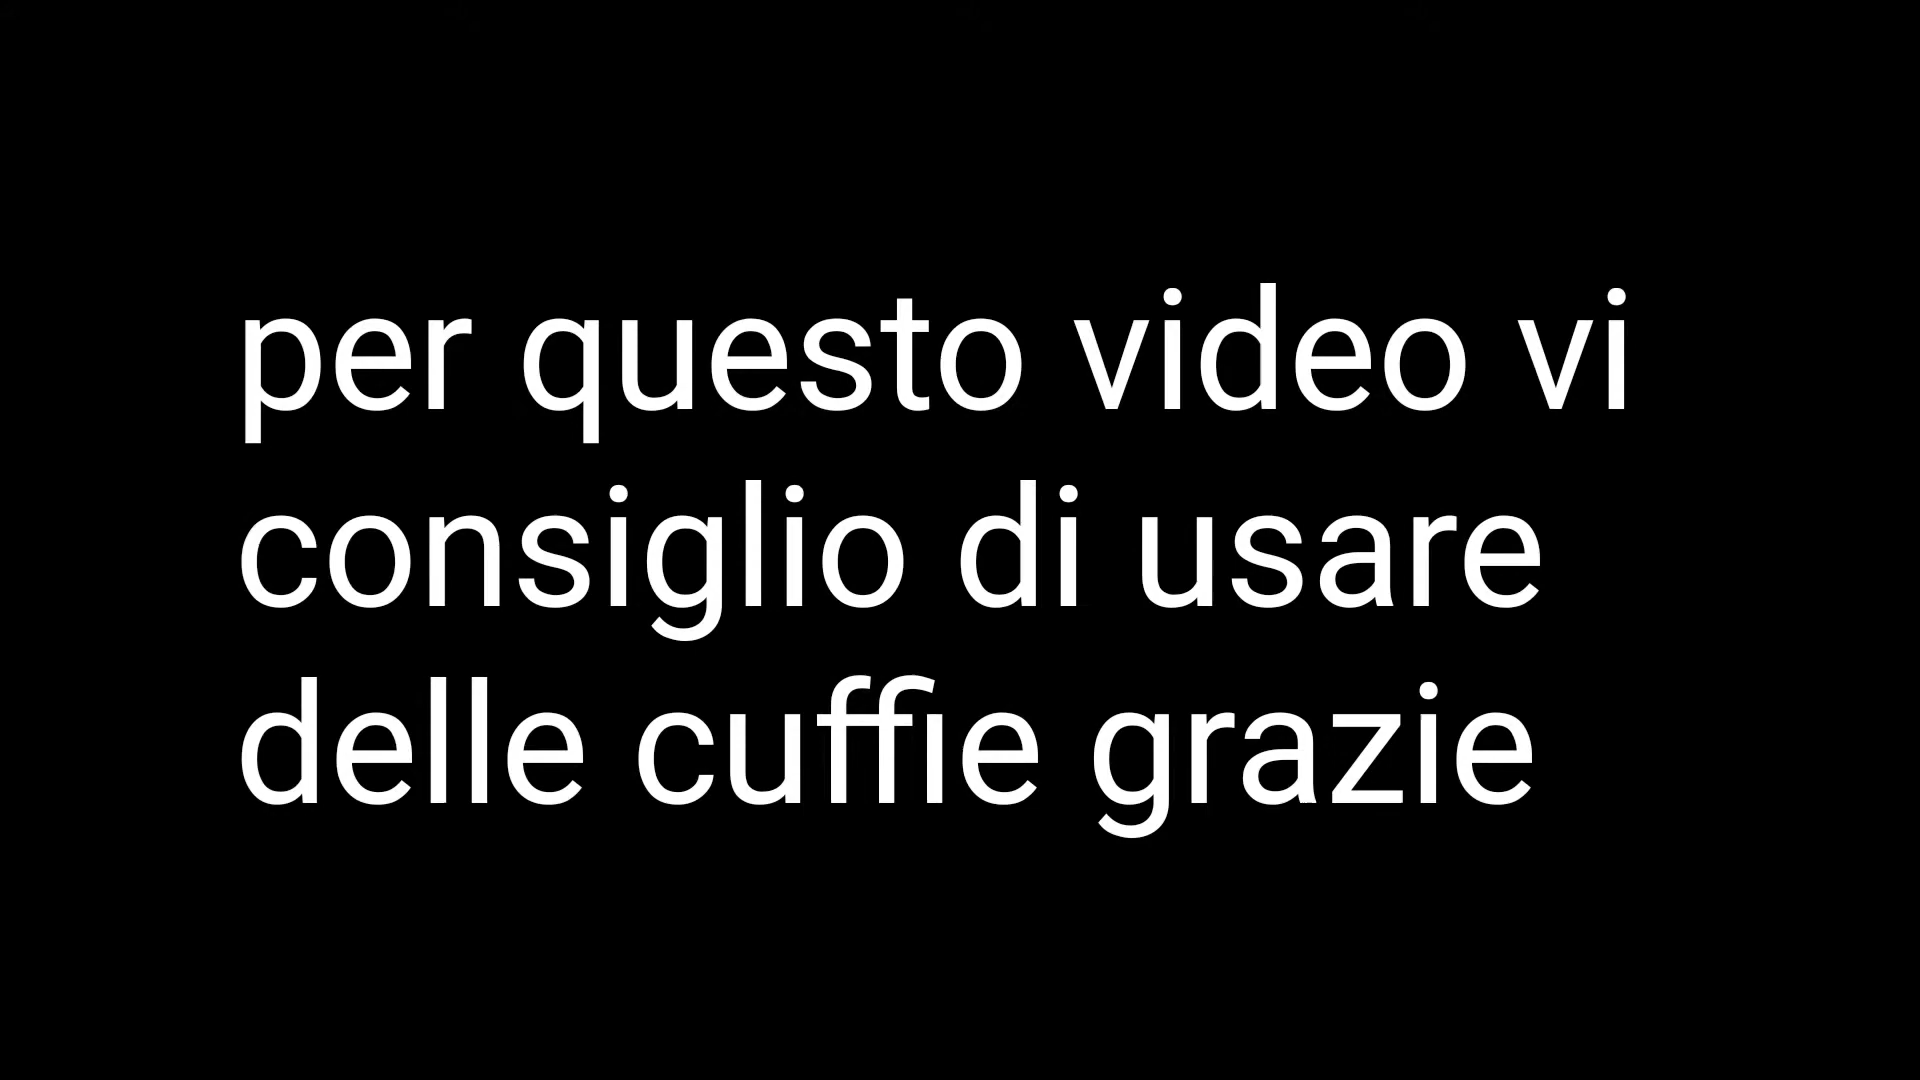 per questo video vi
consiglio di usare
delle cuffie grazie